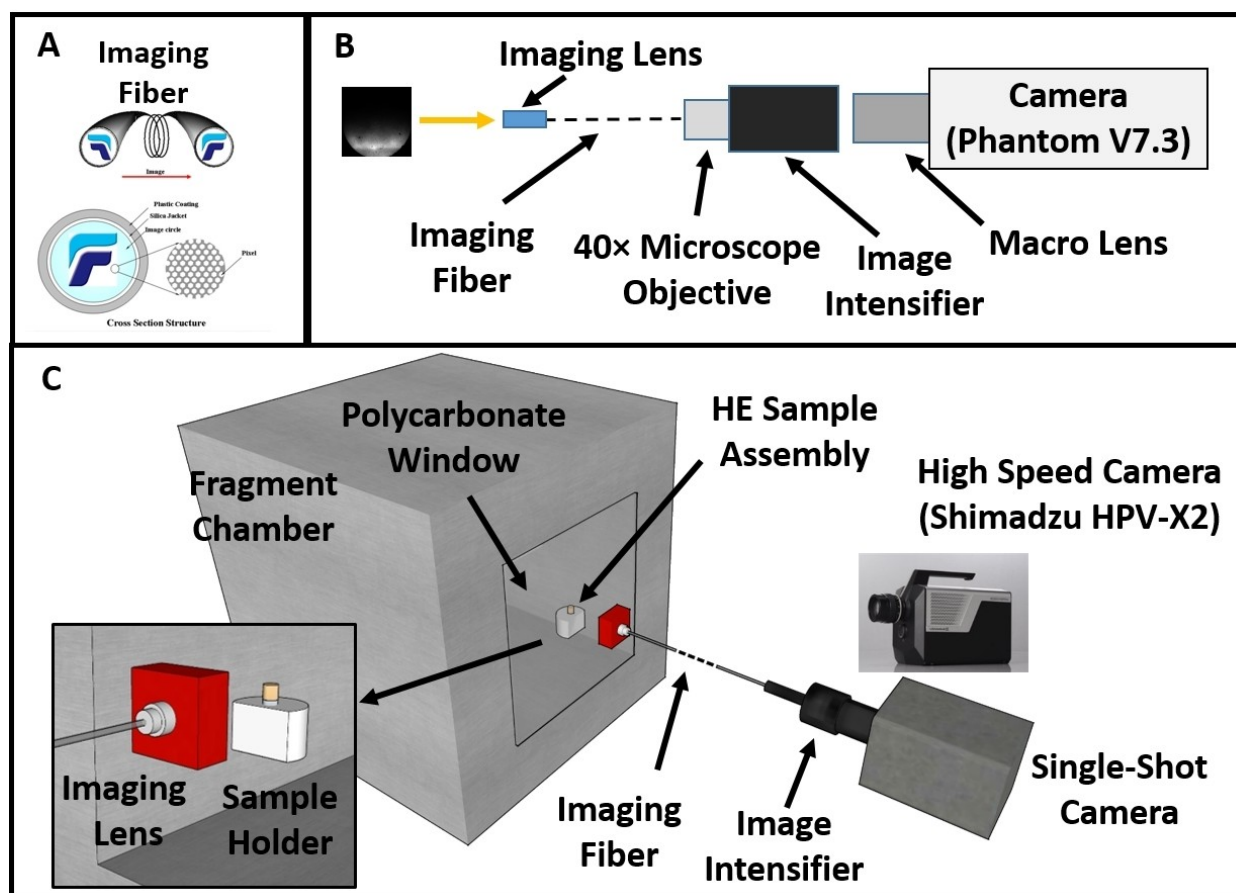 A
Imaging
Fiber
Image
Plastic Coating
Silica Jacket
Image circle
Pixel
Cross Section Structure
B
Imaging Lens
Camera
(Phantom V7.3)
Imaging
Fiber
40× Microscope
Objective
Image
Intensifier
Macro Lens
C
Polycarbonate
Window
HE Sample
Assembly
Fragment
Chamber
High Speed Camera
(Shimadzu HPV-X2)
Imaging
Lens
Sample
Holder
Imaging
Fiber
Image
Intensifier
Single-Shot
Camera